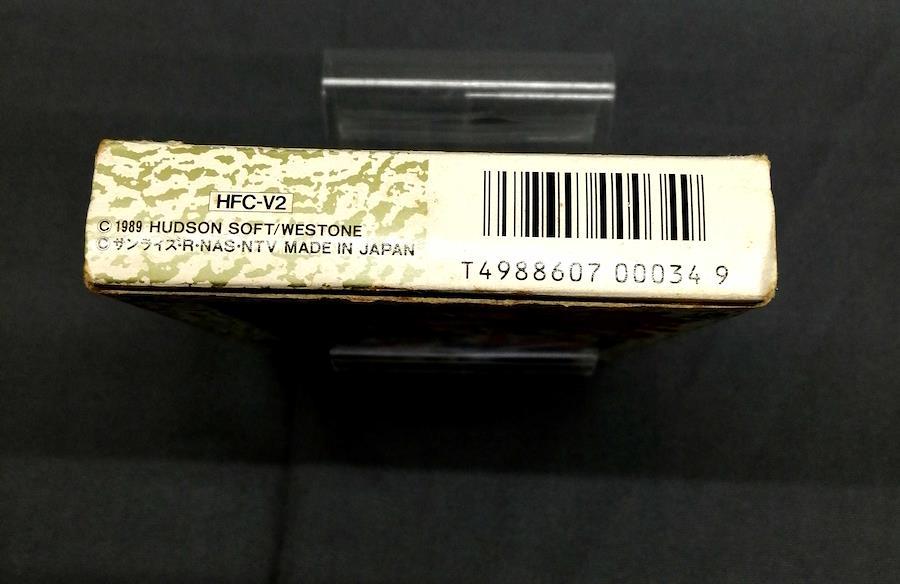 HFC-V2
© 1989 HUDSON SOFT/WESTONE
© サンライズ・R・NAS・NTV MADE IN JAPAN
T4988607 00034 9